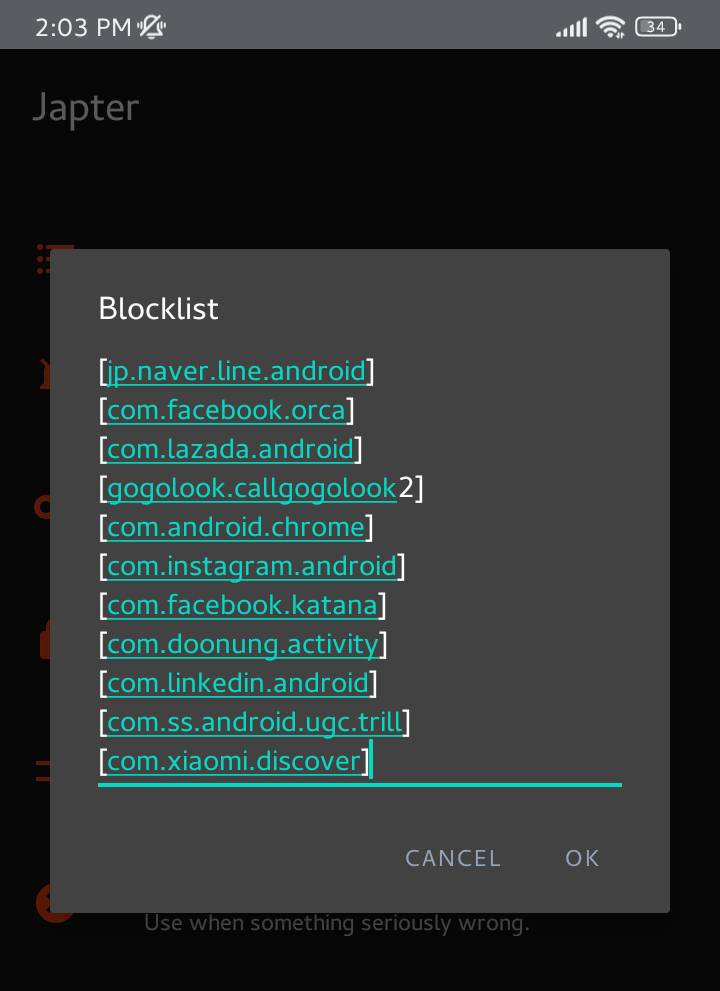 2:03 PM
34
Japter
Blocklist
[jp.naver.line.android]
[com.facebook.orca]
[com.lazada.android]
[gogolook.callgogolook2]
[com.android.chrome]
[com.instagram.android]
[com.facebook.katana]
[com.doonung.activity]
[com.linkedin.android]
[com.ss.android.ugc.trill]
[com.xiaomi.discover]
CANCEL OK
Use when something seriously wrong.